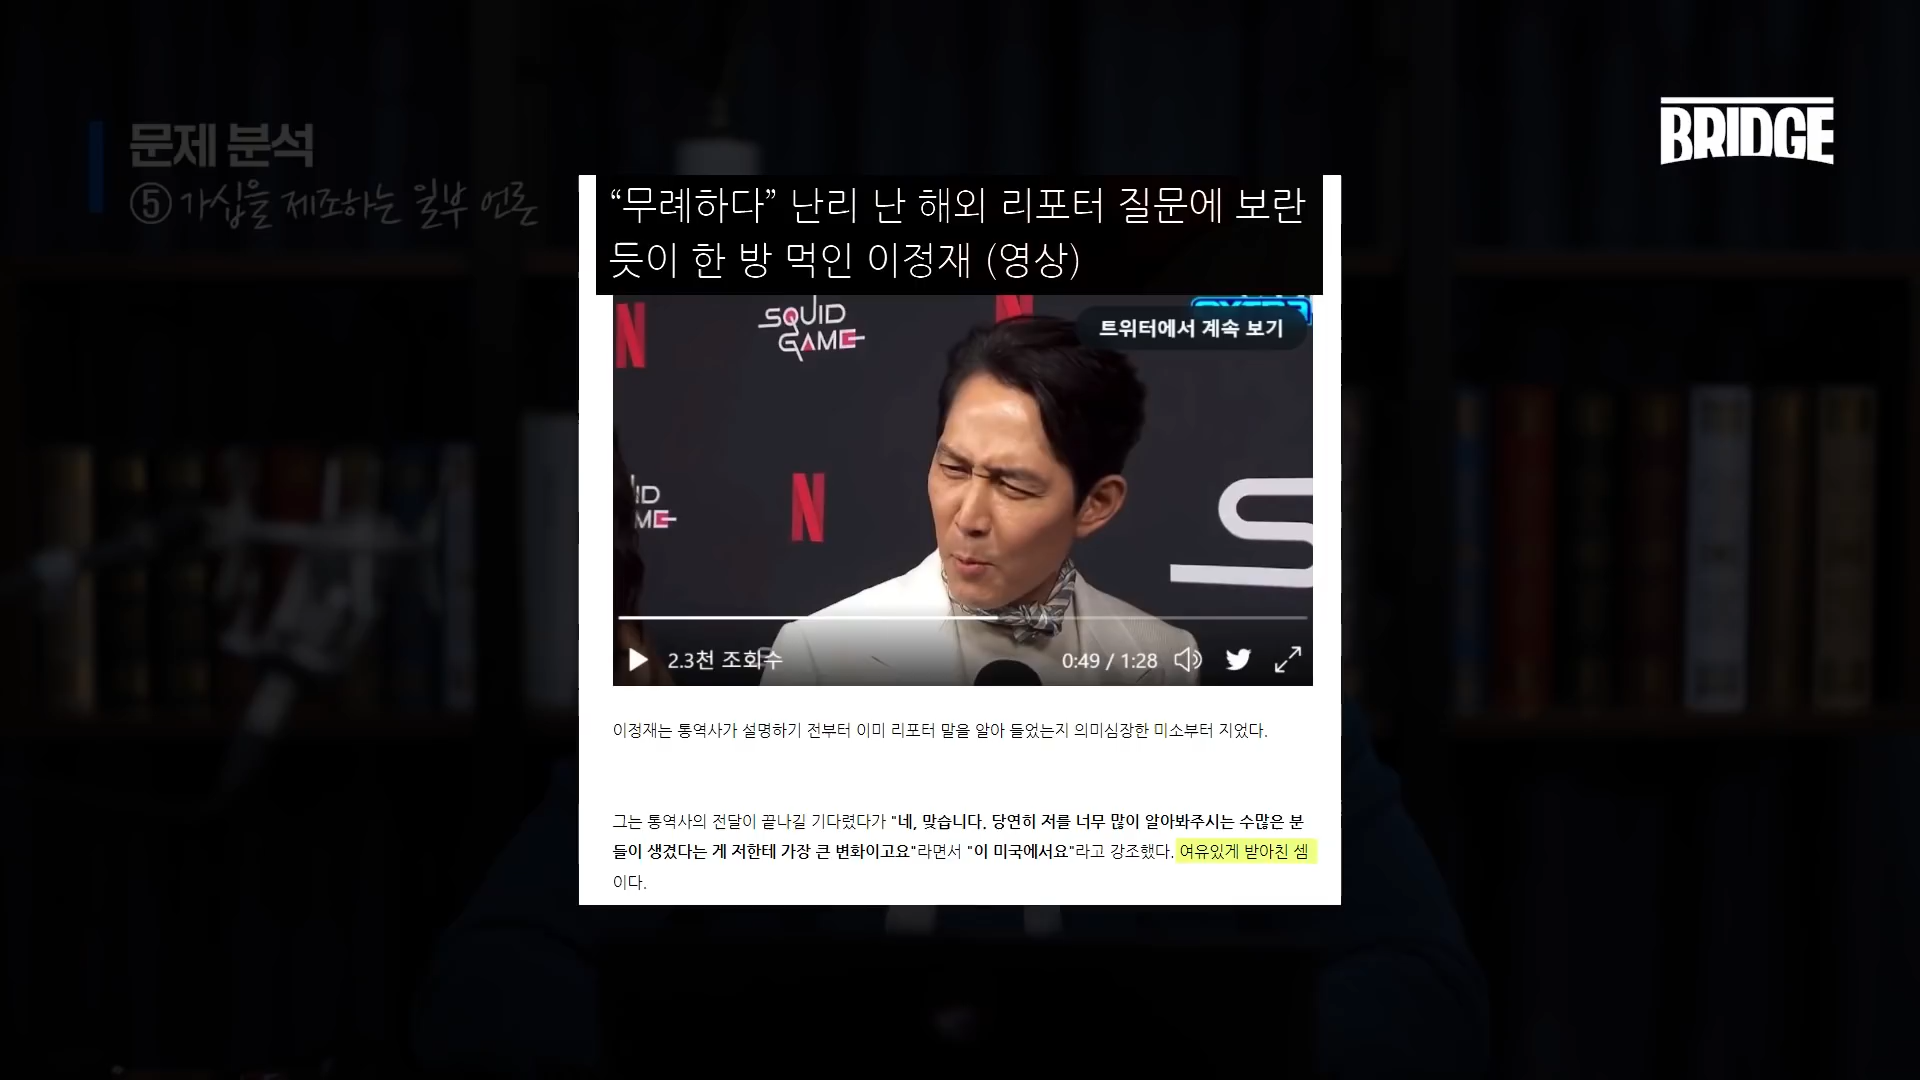 문제 분석
⑤ 가십을 제조하는 일부 언론
BRIDGE
“무례하다” 난리 난 해외 리포터 질문에 보란
듯이 한 방 먹인 이정재 (영상)
SQUID
GAME
트위터에서 계속 보기
N
N
ID
ME
N
S
2.3천 조회수
0:49 / 1:28
이정재는 통역사가 설명하기 전부터 이미 리포터 말을 알아 들었는지 의미심장한 미소부터 지었다.
그는 통역사의 전달이 끝나길 기다렸다가 "네, 맞습니다. 당연히 저를 너무 많이 알아봐주시는 수많은 분
들이 생겼다는 게 저한테 가장 큰 변화이고요"라면서 "이 미국에서요"라고 강조했다. 여유있게 받아친 셈
이다.